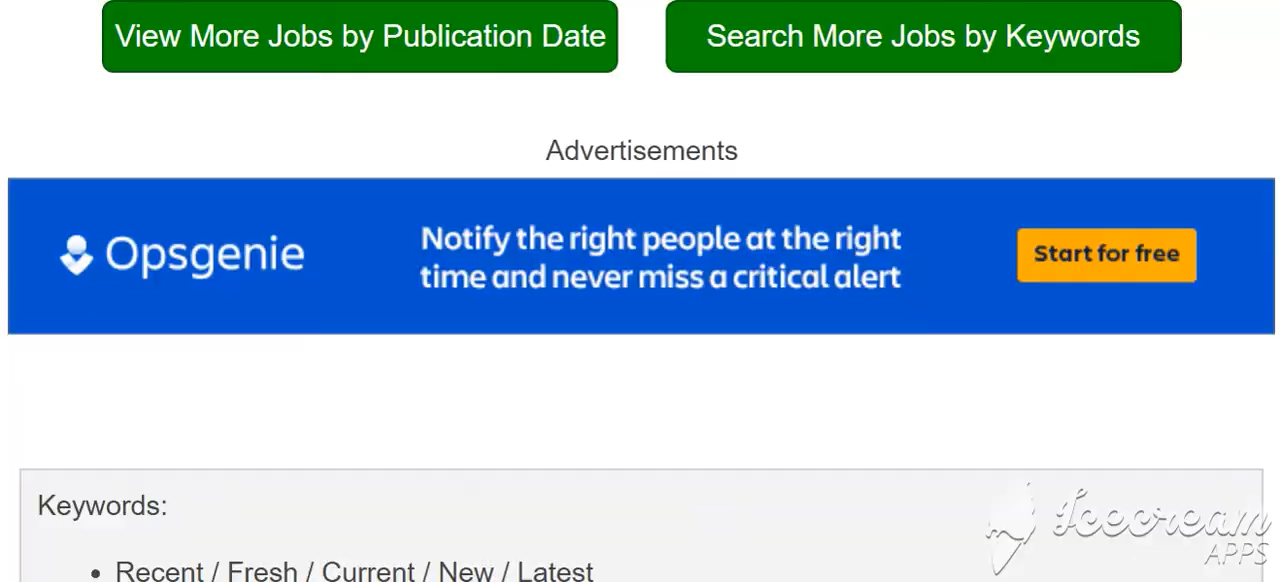 View More Jobs by Publication Date
Search More Jobs by Keywords
Advertisements
Opsgenie
Notify the right people at the right
time and never miss a critical alert
Start for free
Keywords:
Recent / Fresh / Current / New / Latest
Icecream
APPS